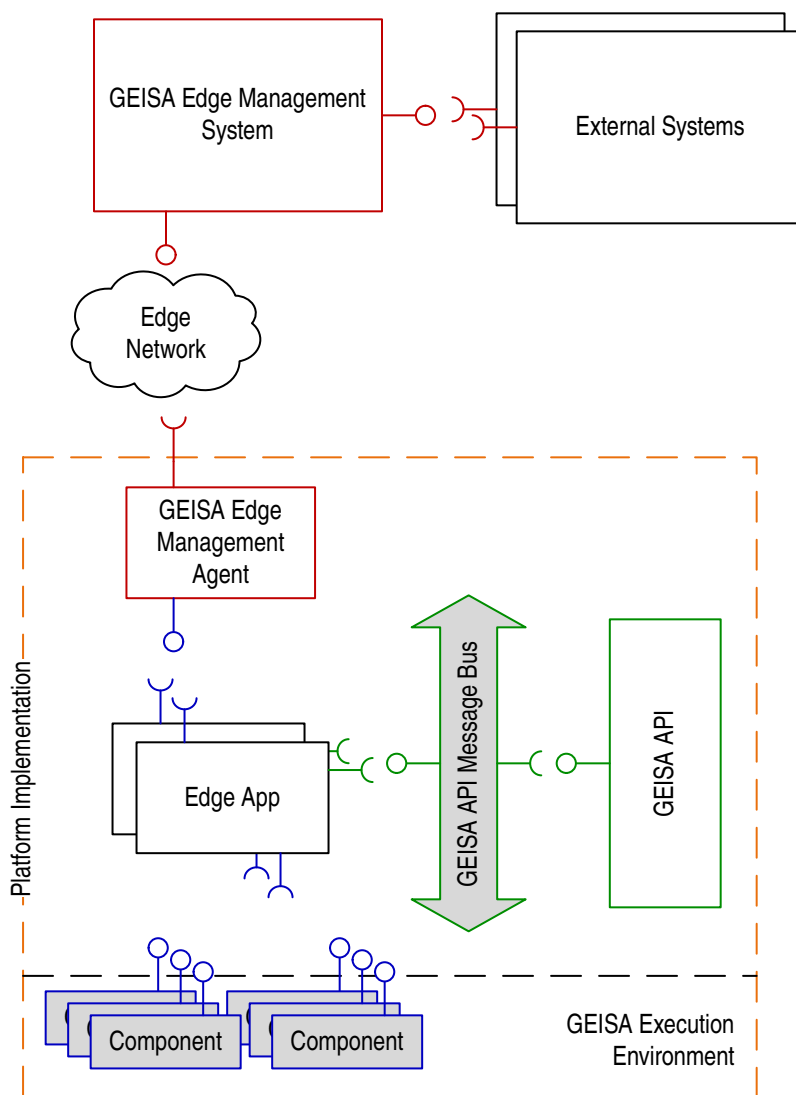 GEISA Edge Management
System
External Systems
Edge
Network
GEISA Edge
Management
Agent
Platform Implementation
Edge App
GEISA API Message Bus
GEISA API
Component
Component
GEISA Execution
Environment